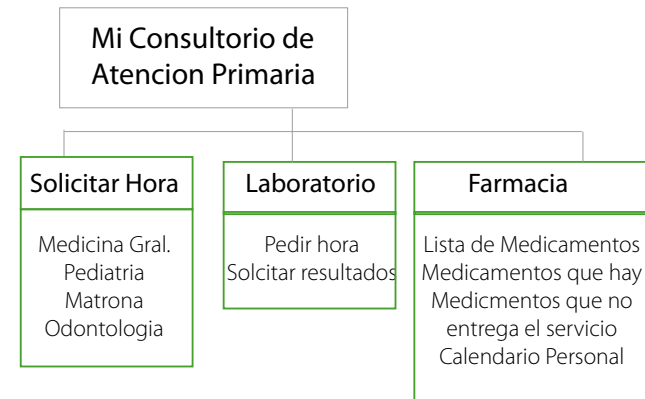 Mi Consultorio de
Atencion Primaria
Solicitar Hora
Medicina Gral.
Pediatria
Matrona
Odontologia
Laboratorio
Pedir hora
Solcitar resultados
Farmacia
Lista de Medicamentos
Medicamentos que hay
Medicmentos que no
entrega el servicio
Calendario Personal